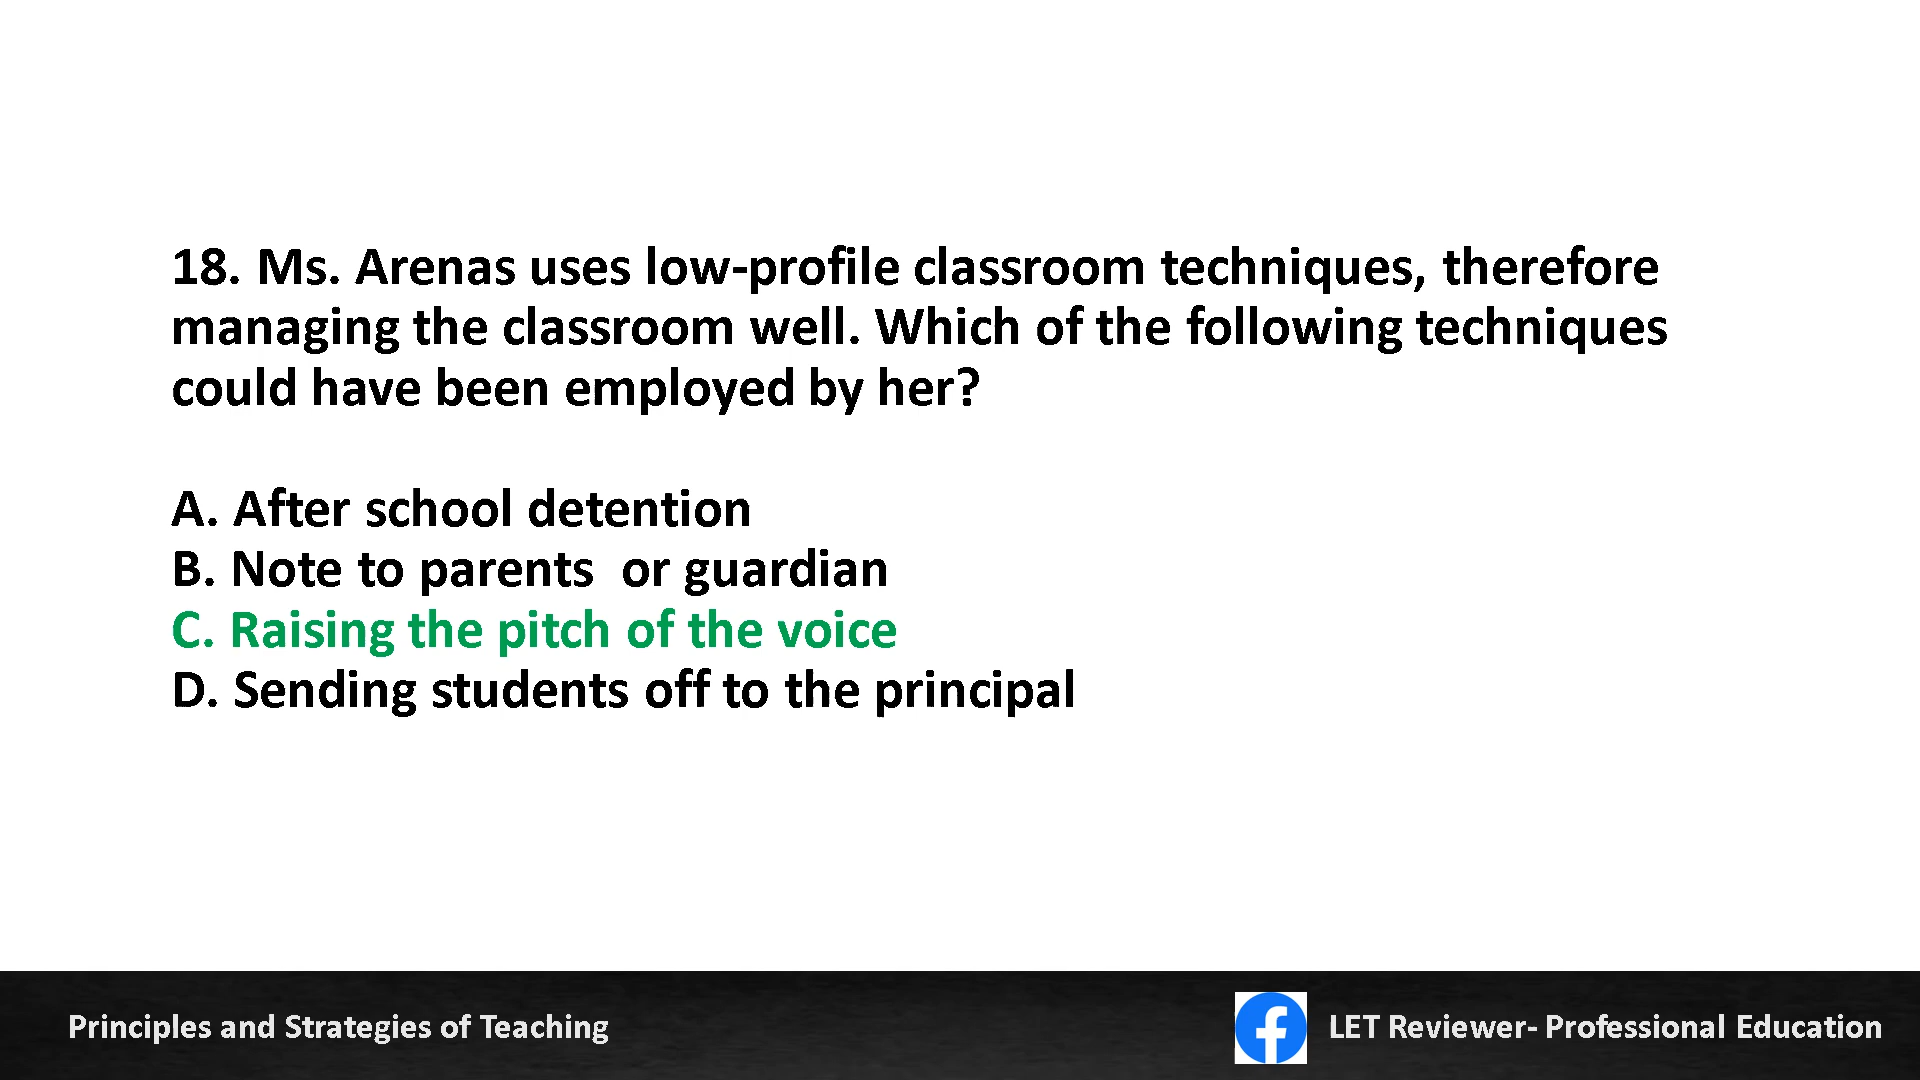 18. Ms. Arenas uses low-profile classroom techniques, therefore
managing the classroom well. Which of the following techniques
could have been employed by her?
A. After school detention
B. Note to parents  or guardian
C. Raising the pitch of the voice
D. Sending students off to the principal
Principles and Strategies of Teaching
LET Reviewer- Professional Education